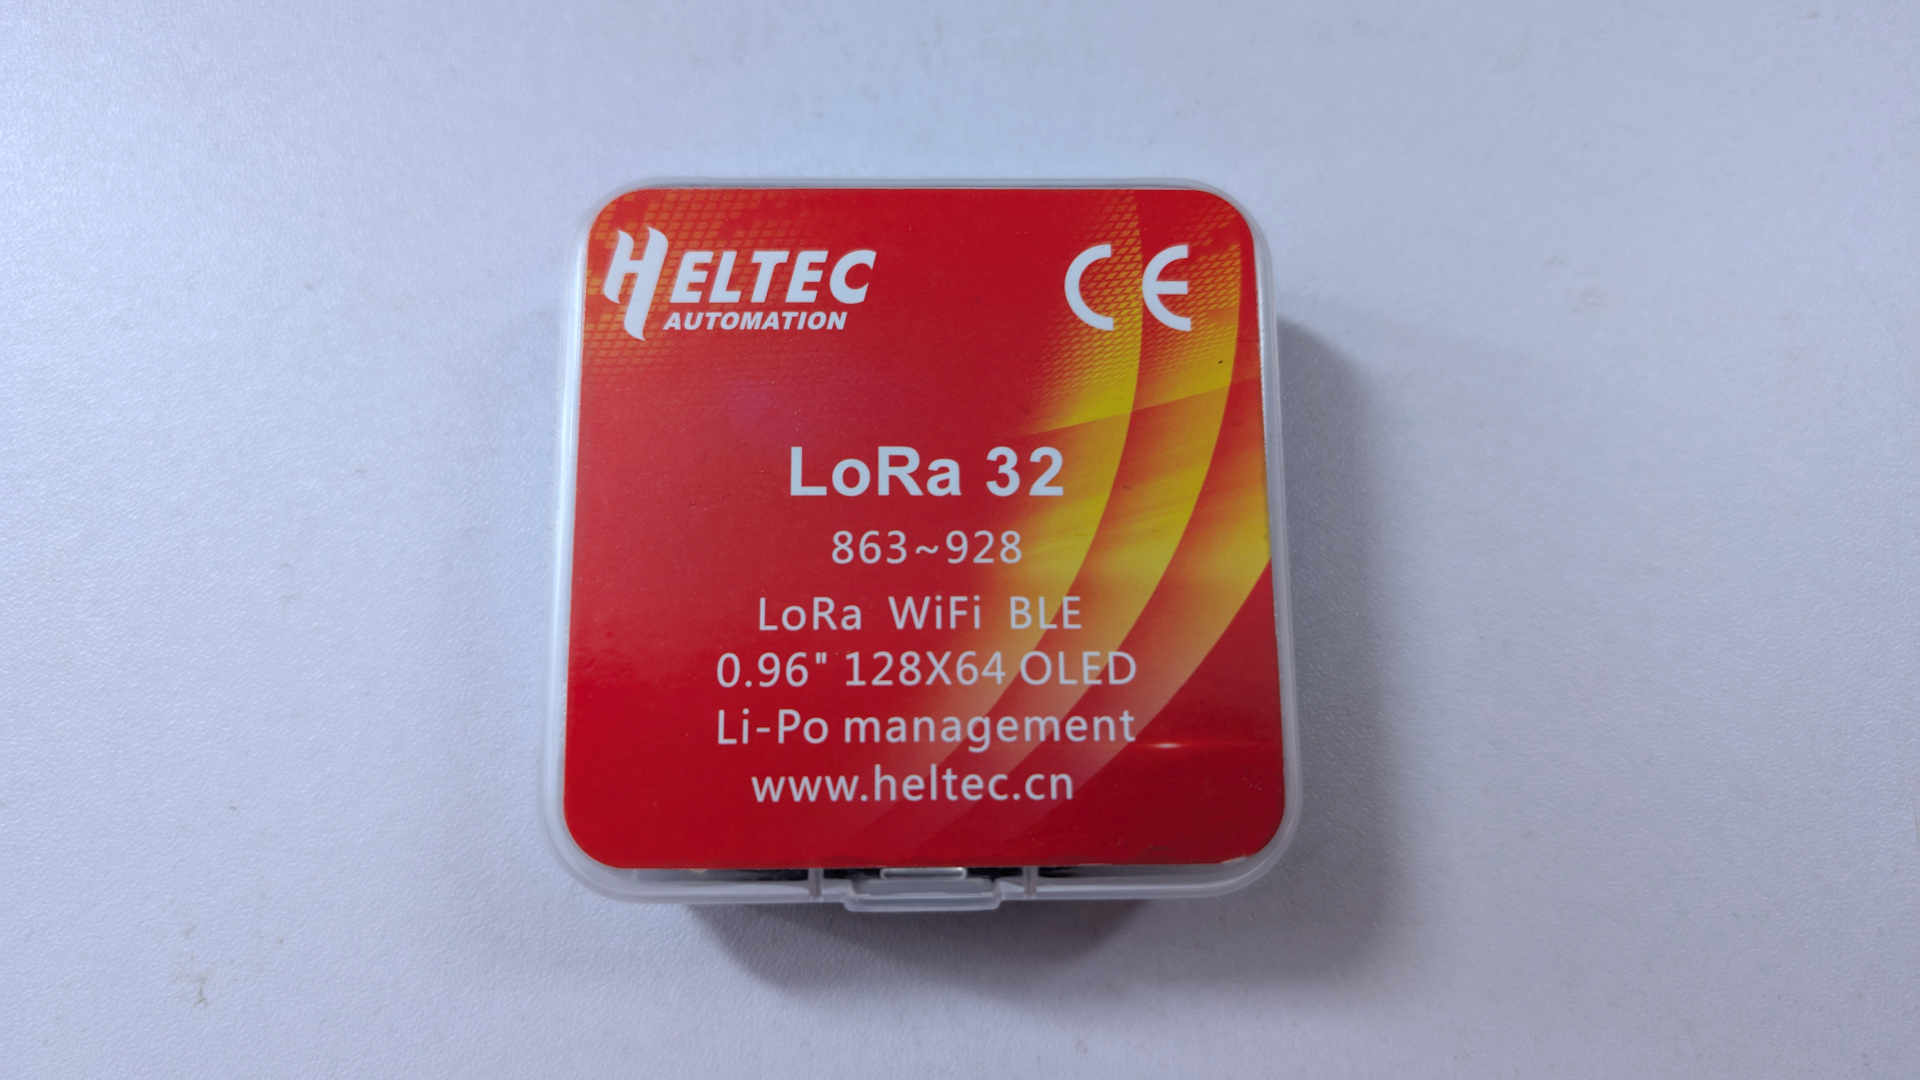 HELTEC
AUTOMATION
CE
LoRa 32
863~928
LoRa WiFi BLE
0.96" 128X64 OLED
Li-Po management
www.heltec.cn